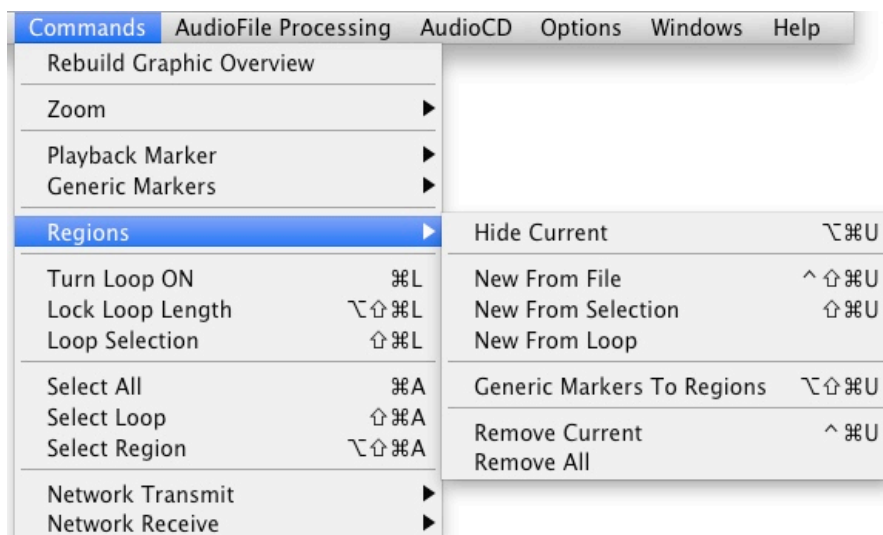 Commands AudioFile Processing AudioCD Options Windows Help
Rebuild Graphic Overview
Zoom
Playback Marker
Generic Markers
Regions
Turn Loop ON ⌘L
Lock Loop Length ⌥⇧⌘L
Loop Selection ⇧⌘L
Select All ⌘A
Select Loop ⇧⌘A
Select Region ⌥⇧⌘A
Network Transmit
Network Receive
Hide Current ⌥⌘U
New From File ^⇧⌘U
New From Selection ⇧⌘U
New From Loop
Generic Markers To Regions ⌥⇧⌘U
Remove Current ^⌘U
Remove All